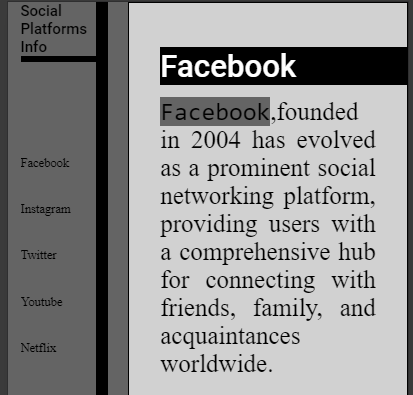 Social
Platforms
Info
Facebook
Instagram
Twitter
Youtube
Netflix
Facebook
Facebook,founded
in 2004 has evolved
as a prominent social
networking platform,
providing users with
a comprehensive hub
for connecting with
friends, family, and
acquaintances
worldwide.